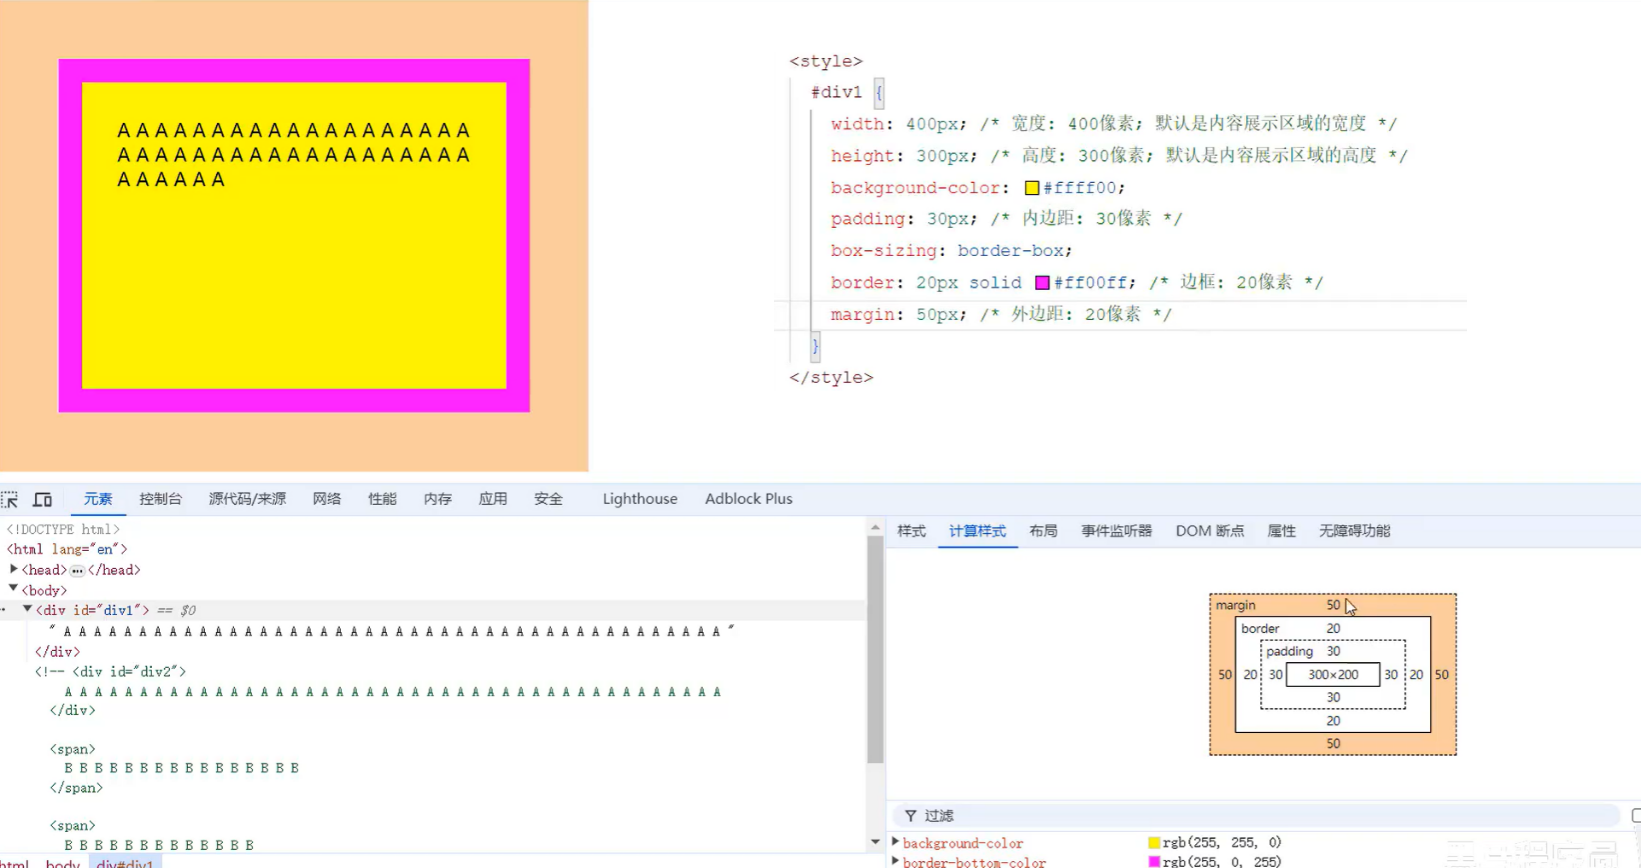 A A A A A A A A A A A A A A A A A A A
A A A A A A A A A A A A A A A A A A A
A A A A A A
<style>
#div1 {
width: 400px; /* 宽度: 400像素; 默认是内容展示区域的宽度 */
height: 300px; /* 高度: 300像素; 默认是内容展示区域的高度 */
background-color: #ffff00;
padding: 30px; /* 内边距: 30像素 */
box-sizing: border-box;
border: 20px solid #ff00ff; /* 边框: 20像素 */
margin: 50px; /* 外边距: 20像素 */
}
</style>
元素 控制台 源代码/来源 网络 性能 内存 应用 安全 Lighthouse Adblock Plus
<!DOCTYPE html>
<html lang="en">
<head> ••• </head>
<body>
<div id="div1"> == $0
" A A A A A A A A A A A A A A A A A A A A A A A A A A A A A A A A A A A A A A A A A A A A "
</div>
<!-- <div id="div2">
A A A A A A A A A A A A A A A A A A A A A A A A A A A A A A A A A A A A A A A A A A A A
</div>
<span>
B B B B B B B B B B B B B B B B
</span>
<span>
B B B B B B B B B B B B B
html body div#div1
样式 计算样式 布局 事件监听器 DOM 断点 属性 无障碍功能
margin 50
border 20
padding 30
50 20 30 300×200 30 20 50
30
20
50
过滤
background-color rgb(255, 255, 0)
border-bottom-color rgb(255, 0, 255)